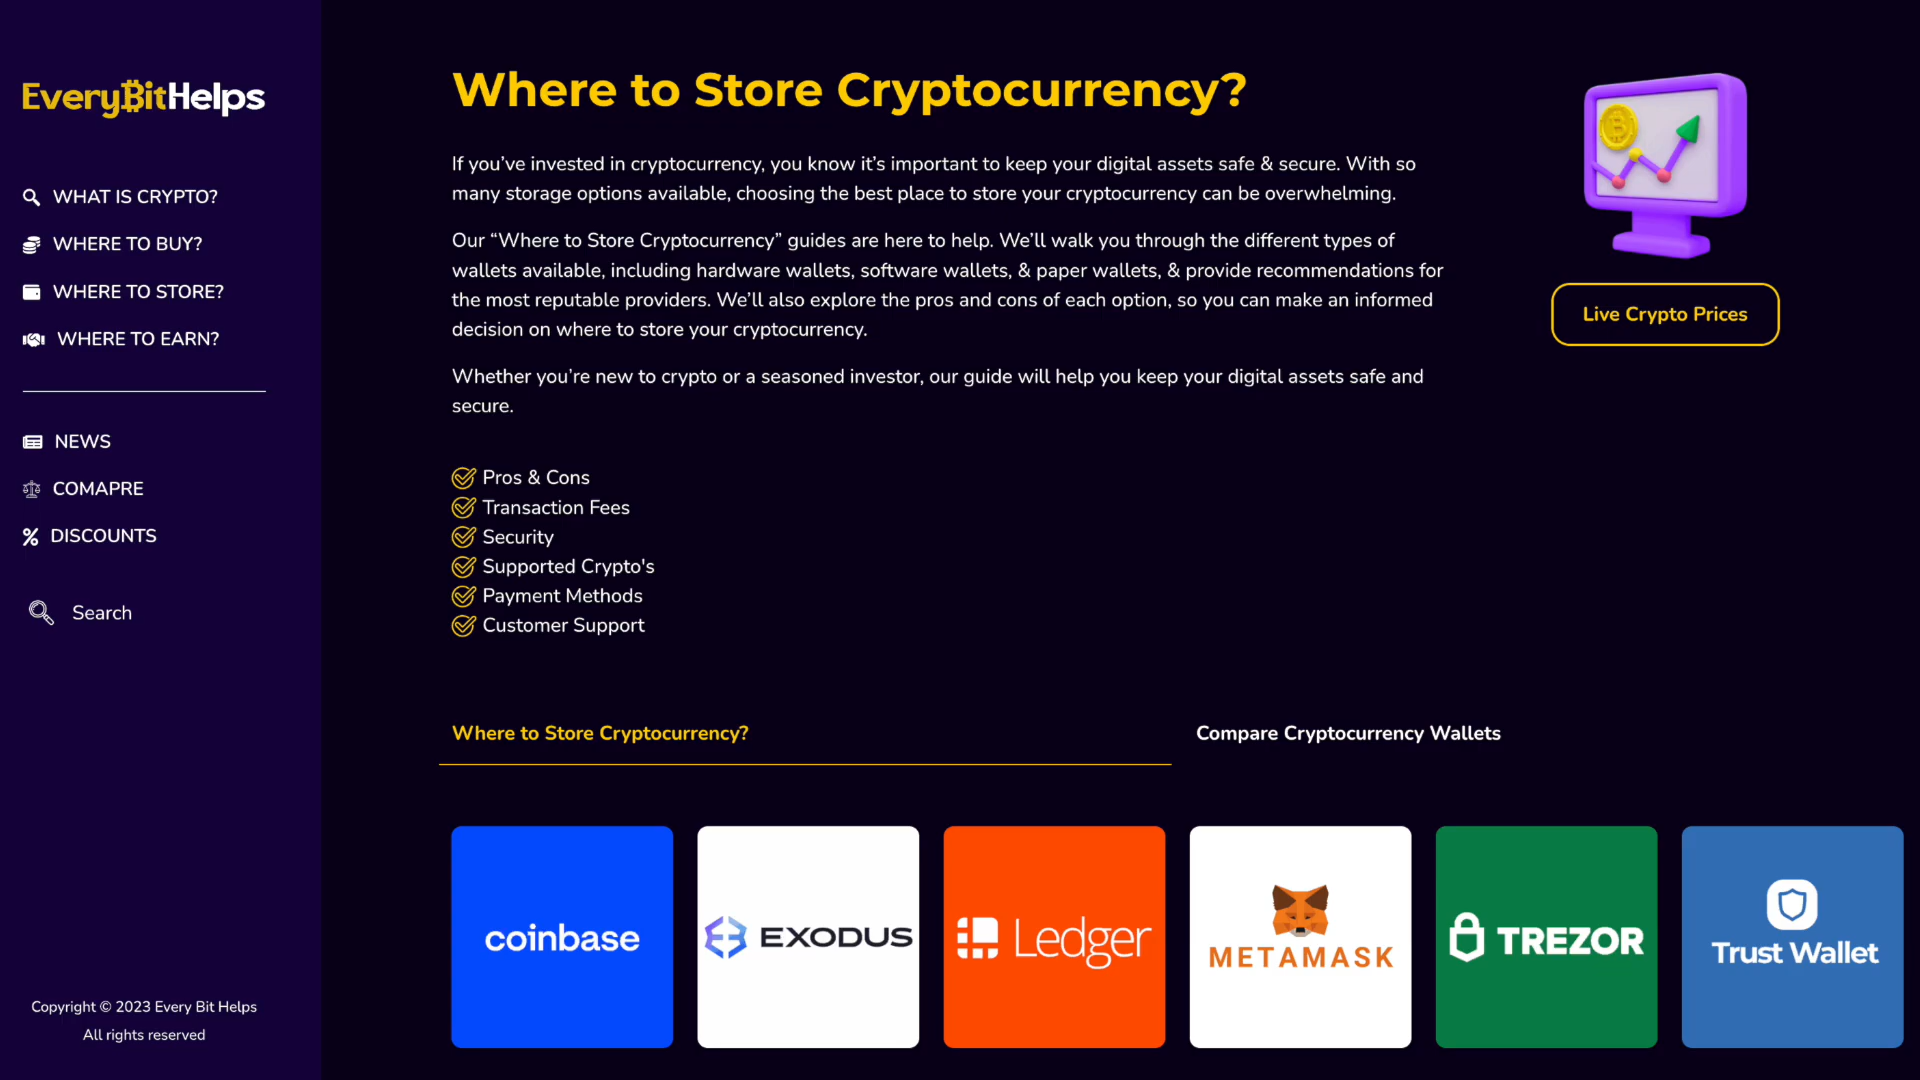 EveryBitHelps
WHAT IS CRYPTO?
WHERE TO BUY?
WHERE TO STORE?
WHERE TO EARN?
NEWS
COMAPRE
DISCOUNTS
Search
Copyright © 2023 Every Bit Helps
All rights reserved
Where to Store Cryptocurrency?
If you’ve invested in cryptocurrency, you know it’s important to keep your digital assets safe & secure. With so
many storage options available, choosing the best place to store your cryptocurrency can be overwhelming.
Our “Where to Store Cryptocurrency” guides are here to help. We’ll walk you through the different types of
wallets available, including hardware wallets, software wallets, & paper wallets, & provide recommendations for
the most reputable providers. We’ll also explore the pros and cons of each option, so you can make an informed
decision on where to store your cryptocurrency.
Whether you’re new to crypto or a seasoned investor, our guide will help you keep your digital assets safe and
secure.
Pros & Cons
Transaction Fees
Security
Supported Crypto's
Payment Methods
Customer Support
Live Crypto Prices
Where to Store Cryptocurrency?
Compare Cryptocurrency Wallets
coinbase
EXODUS
Ledger
METAMASK
TREZOR
Trust Wallet